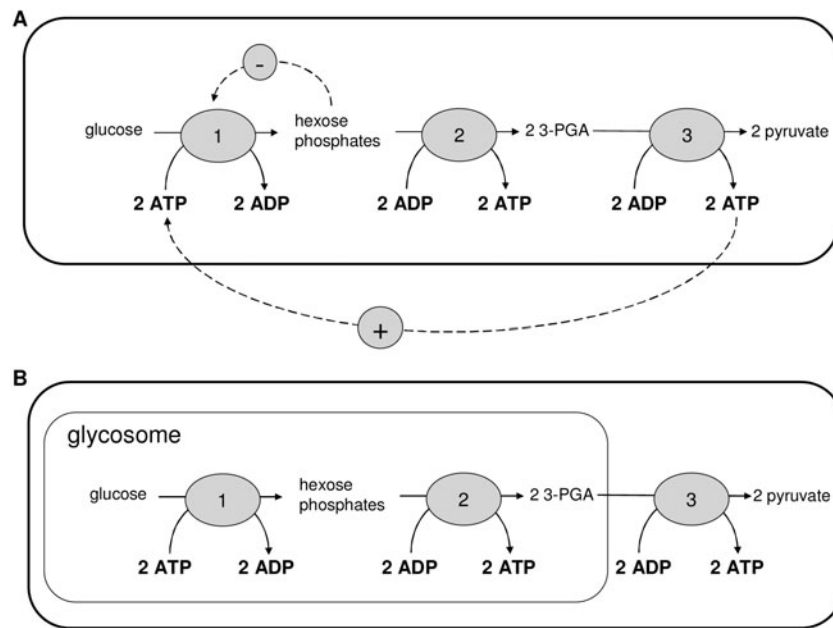 A
-
glucose
1
hexose
phosphates
2
2 3-PGA
3
2 pyruvate
2 ATP
2 ADP
2 ADP
2 ATP
2 ADP
2 ATP
+
B
glycosome
glucose
1
hexose
phosphates
2
2 3-PGA
3
2 pyruvate
2 ATP
2 ADP
2 ADP
2 ATP
2 ADP
2 ATP